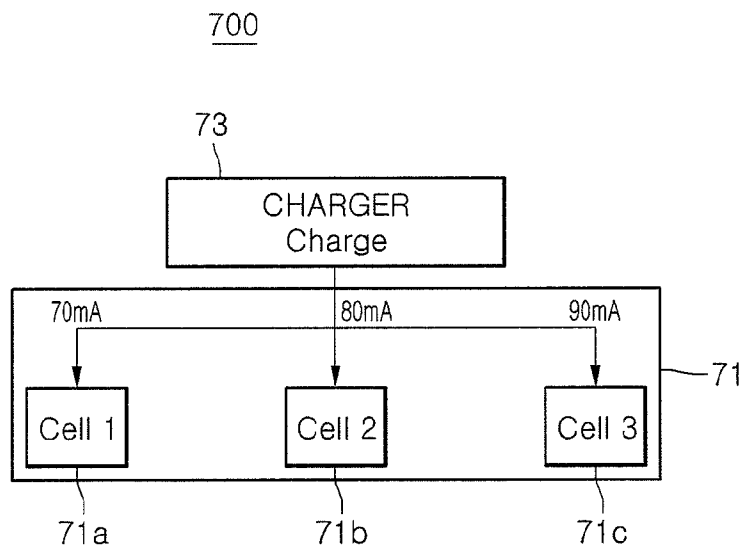 700
73
CHARGER
Charge
70mA 80mA 90mA
71
Cell 1 Cell 2 Cell 3
71a 71b 71c